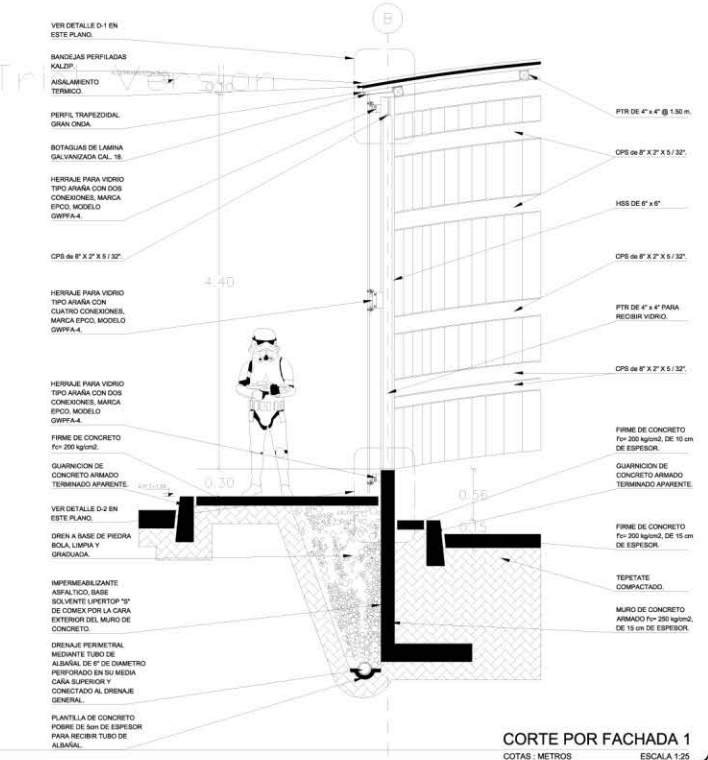 B
VER DETALLE D-1 EN
ESTE PLANO.
BANDEJAS PERFILADAS
KALZIP.
AISALAMIENTO
TERMICO.
PERFIL TRAPEZOIDAL
GRAN ONDA.
BOTAGUAS DE LAMINA
GALVANIZADA CAL. 18.
HERRAJE PARA VIDRIO
TIPO ARAÑA CON DOS
CONEXIONES, MARCA
EPCO, MODELO
GWPFA-4.
CPS de 8" X 2" X 5 / 32".
HERRAJE PARA VIDRIO
TIPO ARAÑA CON
CUATRO CONEXIONES,
MARCA EPCO, MODELO
GWPFA-4.
HERRAJE PARA VIDRIO
TIPO ARAÑA CON DOS
CONEXIONES, MARCA
EPCO, MODELO
GWPFA-4.
FIRME DE CONCRETO
f'c= 200 kg/cm2.
GUARNICION DE
CONCRETO ARMADO
TERMINADO APARENTE.
VER DETALLE D-2 EN
ESTE PLANO.
DREN A BASE DE PIEDRA
BOLA, LIMPIA Y
GRADUADA.
IMPERMEABILIZANTE
ASFALTICO, BASE
SOLVENTE LIPERTOP "S"
DE COMEX POR LA CARA
EXTERIOR DEL MURO DE
CONCRETO.
DRENAJE PERIMETRAL
MEDIANTE TUBO DE
ALBAÑAL DE 6" DE DIAMETRO
PERFORADO EN SU MEDIA
CAÑA SUPERIOR Y
CONECTADO AL DRENAJE
GENERAL.
PLANTILLA DE CONCRETO
POBRE DE 5cm DE ESPESOR
PARA RECIBIR TUBO DE
ALBAÑAL.
version
4.40
0.30
0.56
0.15
PTR DE 4" x 4" @ 1.50 m.
CPS de 8" X 2" X 5 / 32".
HSS DE 6" x 6"
CPS de 8" X 2" X 5 / 32".
PTR DE 4" x 4" PARA
RECIBIR VIDRIO.
CPS de 8" X 2" X 5 / 32".
FIRME DE CONCRETO
f'c= 200 kg/cm2, DE 10 cm
DE ESPESOR.
GUARNICION DE
CONCRETO ARMADO
TERMINADO APARENTE.
FIRME DE CONCRETO
f'c= 200 kg/cm2, DE 15 cm
DE ESPESOR.
TEPETATE
COMPACTADO.
MURO DE CONCRETO
ARMADO f'c= 250 kg/cm2,
DE 15 cm DE ESPESOR.
CORTE POR FACHADA 1
COTAS : METROS ESCALA 1:25